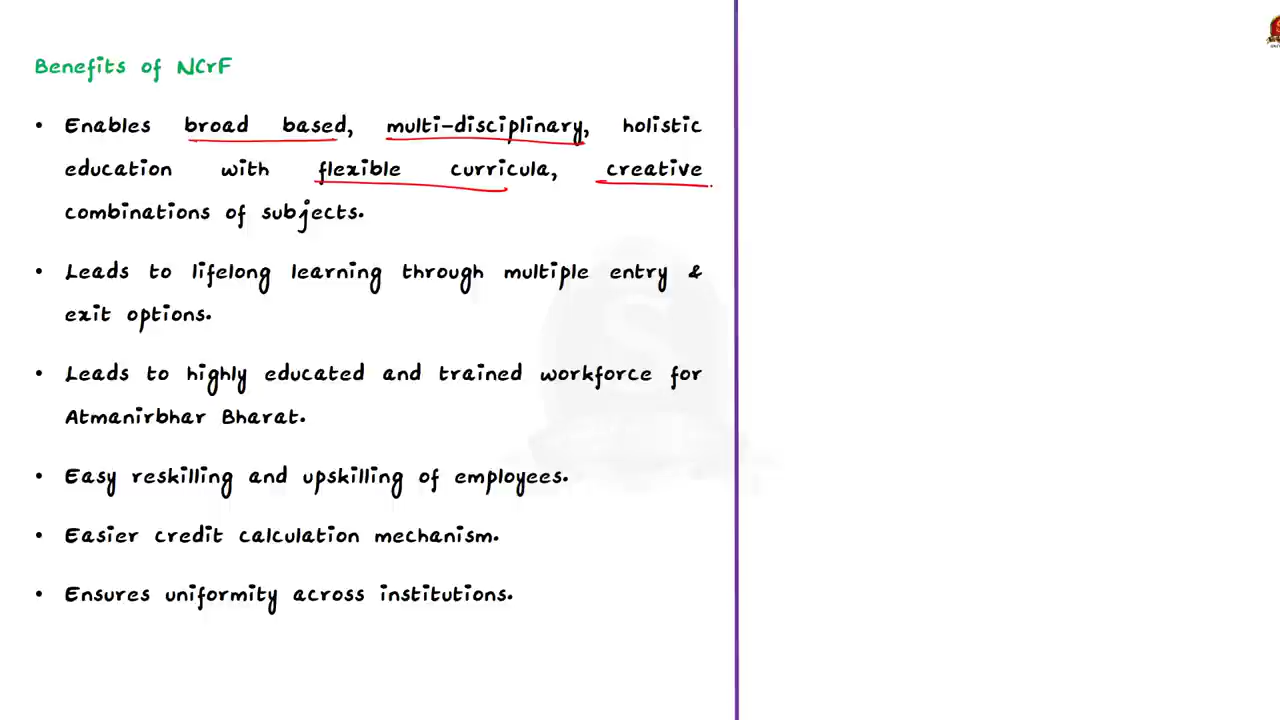 Benefits of NCrF
• Enables broad based, multi-disciplinary, holistic
education with flexible curricula, creative
combinations of subjects.
• Leads to lifelong learning through multiple entry &
exit options.
• Leads to highly educated and trained workforce for
Atmanirbhar Bharat.
• Easy reskilling and upskilling of employees.
• Easier credit calculation mechanism.
• Ensures uniformity across institutions.